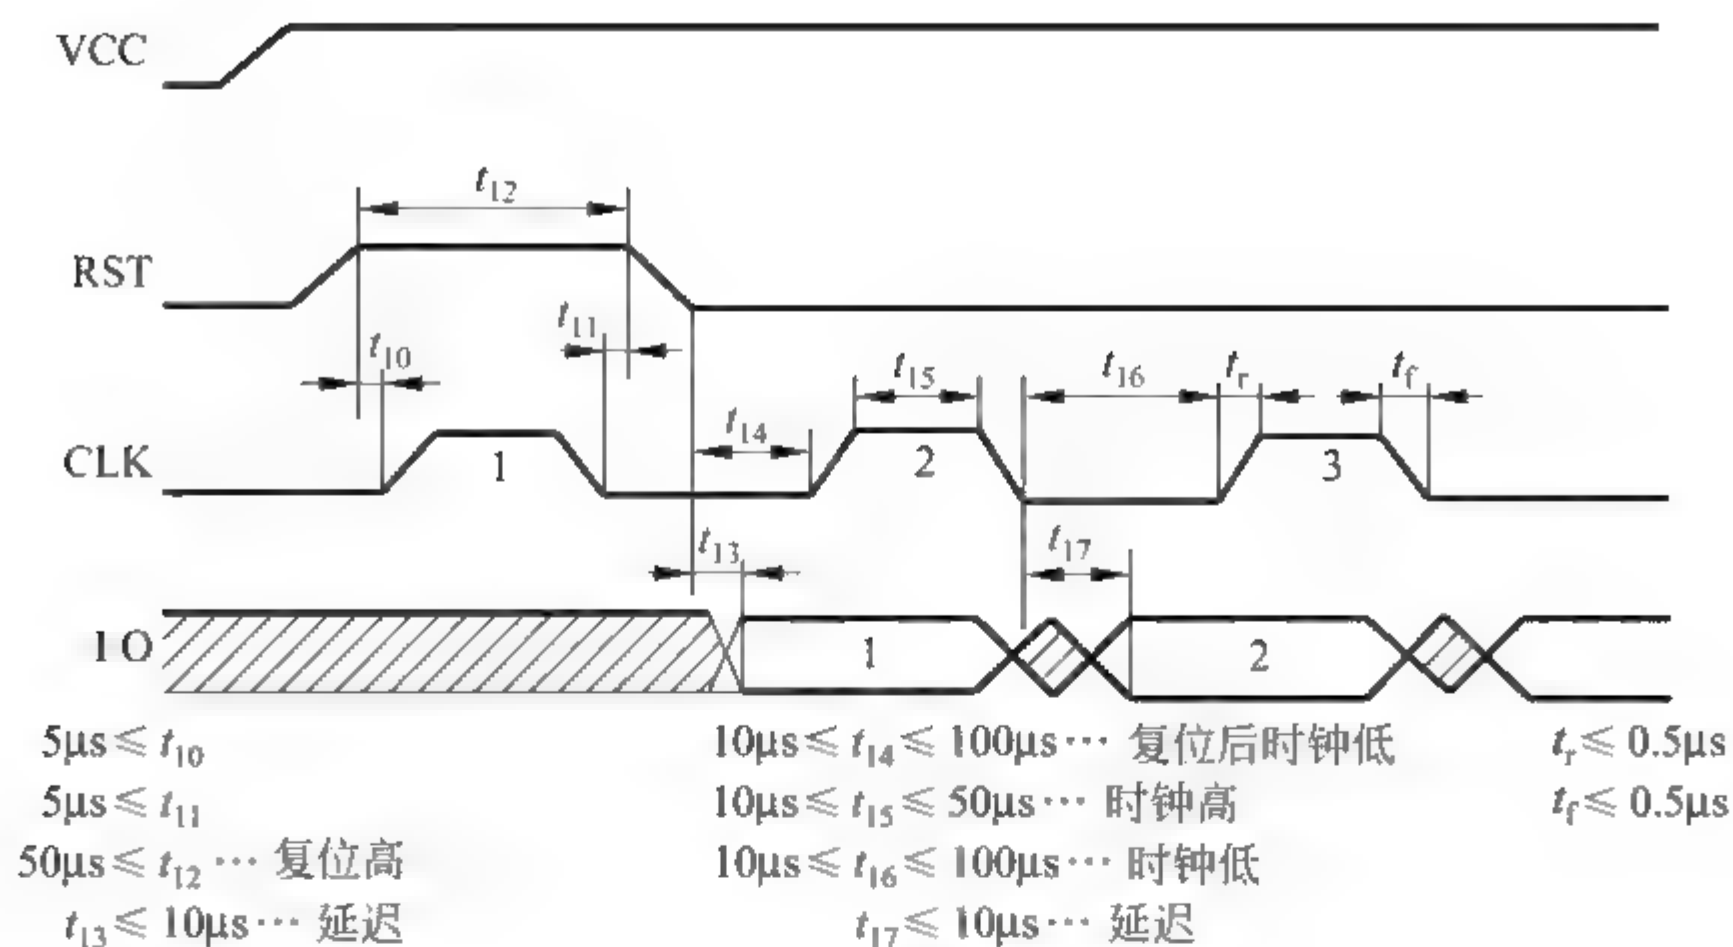 VCC
t12
RST
t11
t10
t15 t16 tr tf
t14
CLK 1 2 3
t13 t17
I O 1 2
5μs≤t10 10μs≤t14≤100μs… 复位后时钟低 tr≤0.5μs
5μs≤t11 10μs≤t15≤50μs… 时钟高 tf≤0.5μs
50μs≤t12… 复位高 10μs≤t16≤100μs… 时钟低
t13≤10μs… 延迟 t17≤10μs… 延迟